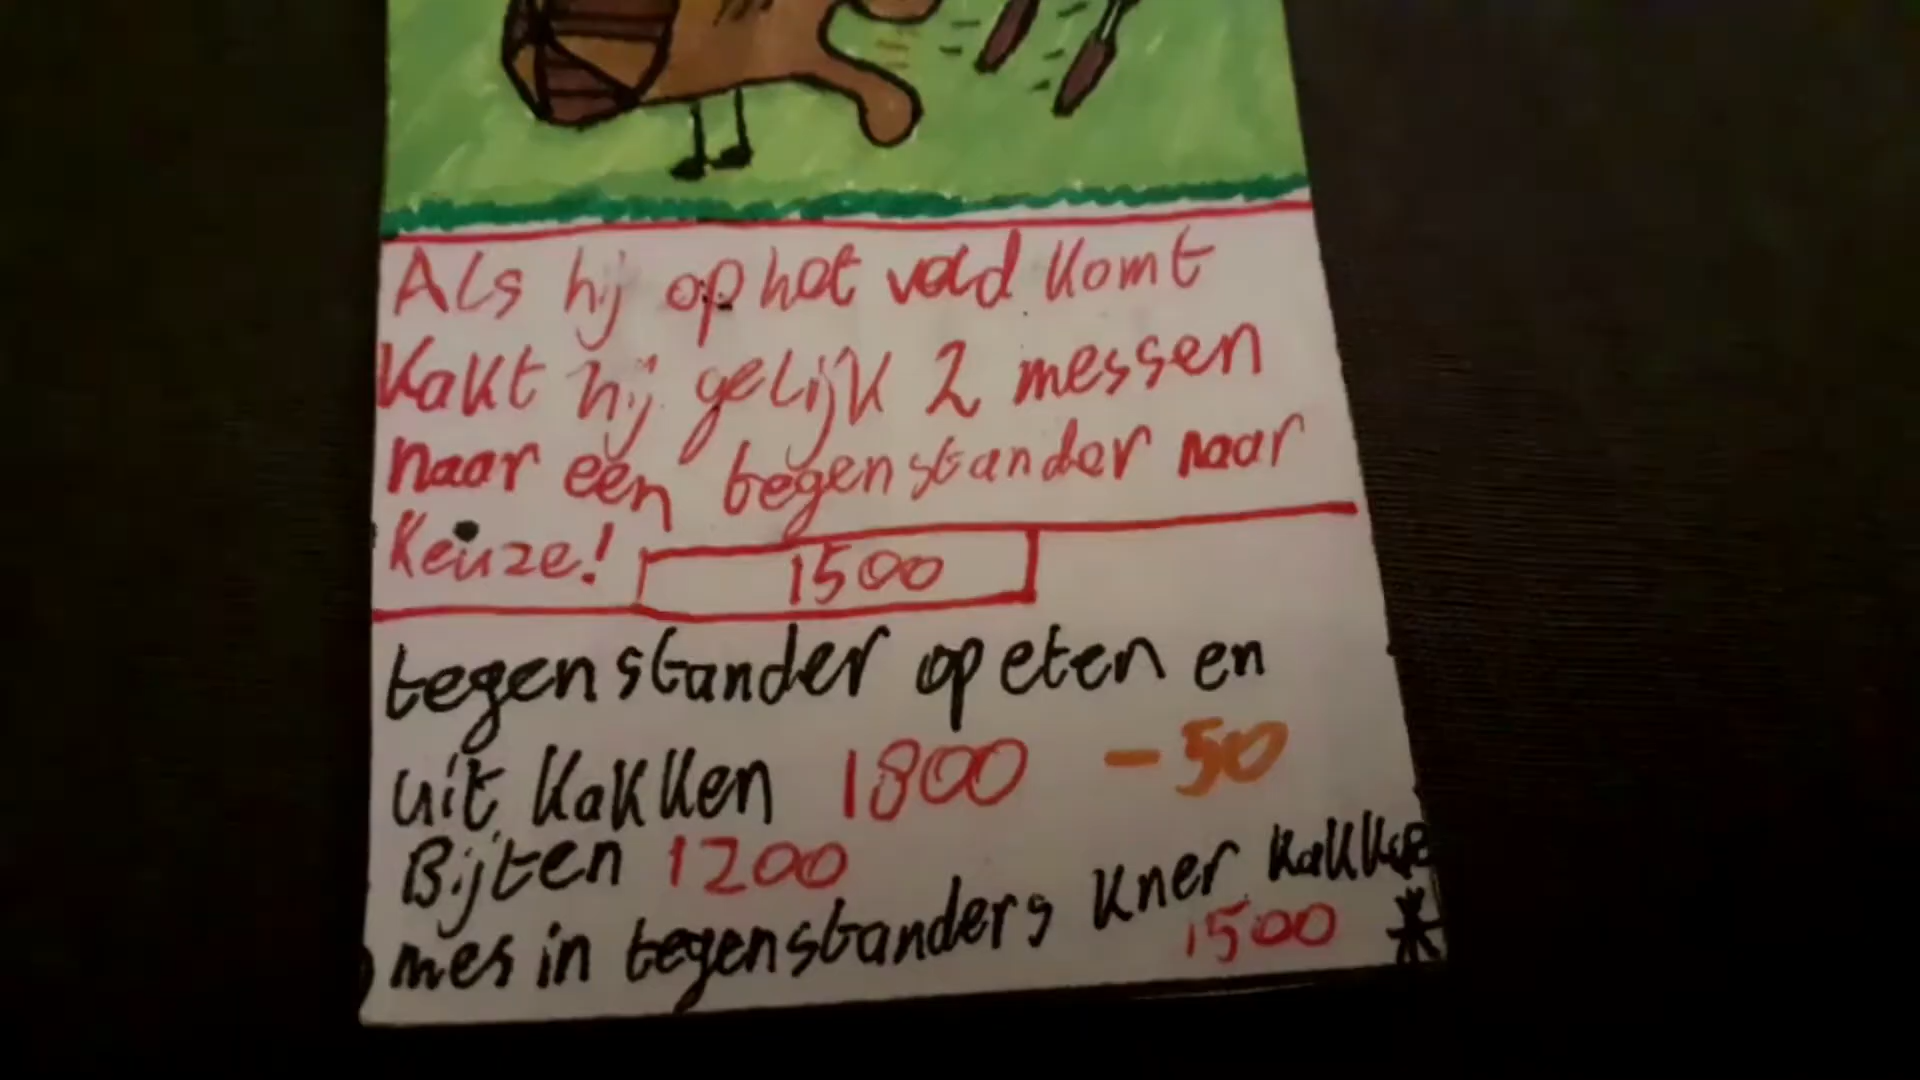 Als hij op het veld komt
kakt hij gelijk 2 messen
naar een tegenstander naar
keuze!
1500
tegenstander op eten en
uit kakken 1800 -50
Bijten 1200
mes in tegenstanders kner kakken
1500 *